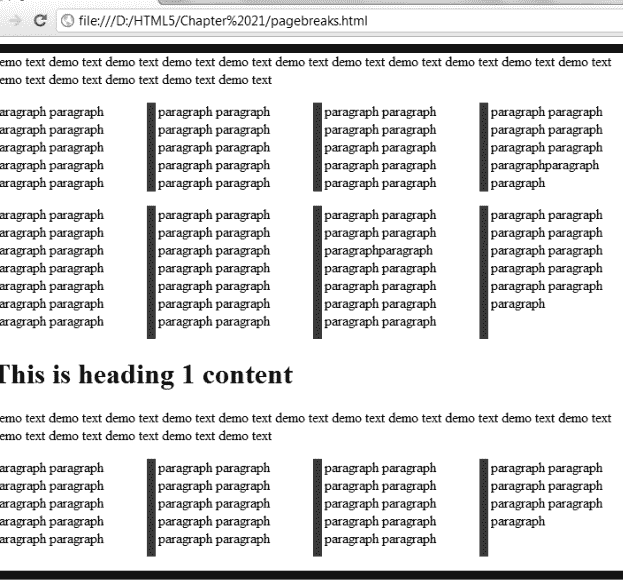 file:///D:/HTML5/Chapter%2021/pagebreaks.html
emo text demo text demo text demo text demo text demo text demo text demo text demo text demo text demo text
emo text demo text demo text demo text demo text
aragraph paragraph
aragraph paragraph
aragraph paragraph
aragraph paragraph
aragraph paragraph
paragraph paragraph
paragraph paragraph
paragraph paragraph
paragraph paragraph
paragraph paragraph
paragraph paragraph
paragraph paragraph
paragraph paragraph
paragraph paragraph
paragraph paragraph
paragraph paragraph
paragraph paragraph
paragraph paragraph
paragraphparagraph
paragraph
aragraph paragraph
aragraph paragraph
aragraph paragraph
aragraph paragraph
aragraph paragraph
aragraph paragraph
aragraph paragraph
paragraph paragraph
paragraph paragraph
paragraph paragraph
paragraph paragraph
paragraph paragraph
paragraph paragraph
paragraph paragraph
paragraph paragraph
paragraph paragraph
paragraphparagraph
paragraph paragraph
paragraph paragraph
paragraph paragraph
paragraph paragraph
paragraph paragraph
paragraph paragraph
paragraph paragraph
paragraph paragraph
paragraph paragraph
paragraph
This is heading 1 content
emo text demo text demo text demo text demo text demo text demo text demo text demo text demo text demo text
emo text demo text demo text demo text demo text
aragraph paragraph
aragraph paragraph
aragraph paragraph
aragraph paragraph
aragraph paragraph
paragraph paragraph
paragraph paragraph
paragraph paragraph
paragraph paragraph
paragraph paragraph
paragraph paragraph
paragraph paragraph
paragraph paragraph
paragraph paragraph
paragraph paragraph
paragraph paragraph
paragraph paragraph
paragraph paragraph
paragraph